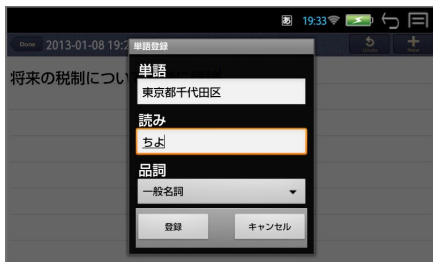 あ 19:33
Done 2013-01-08 19:2
単語登録
将来の税制につい
単語
東京都千代田区
読み
ちよ
品詞
一般名詞
登録 キャンセル